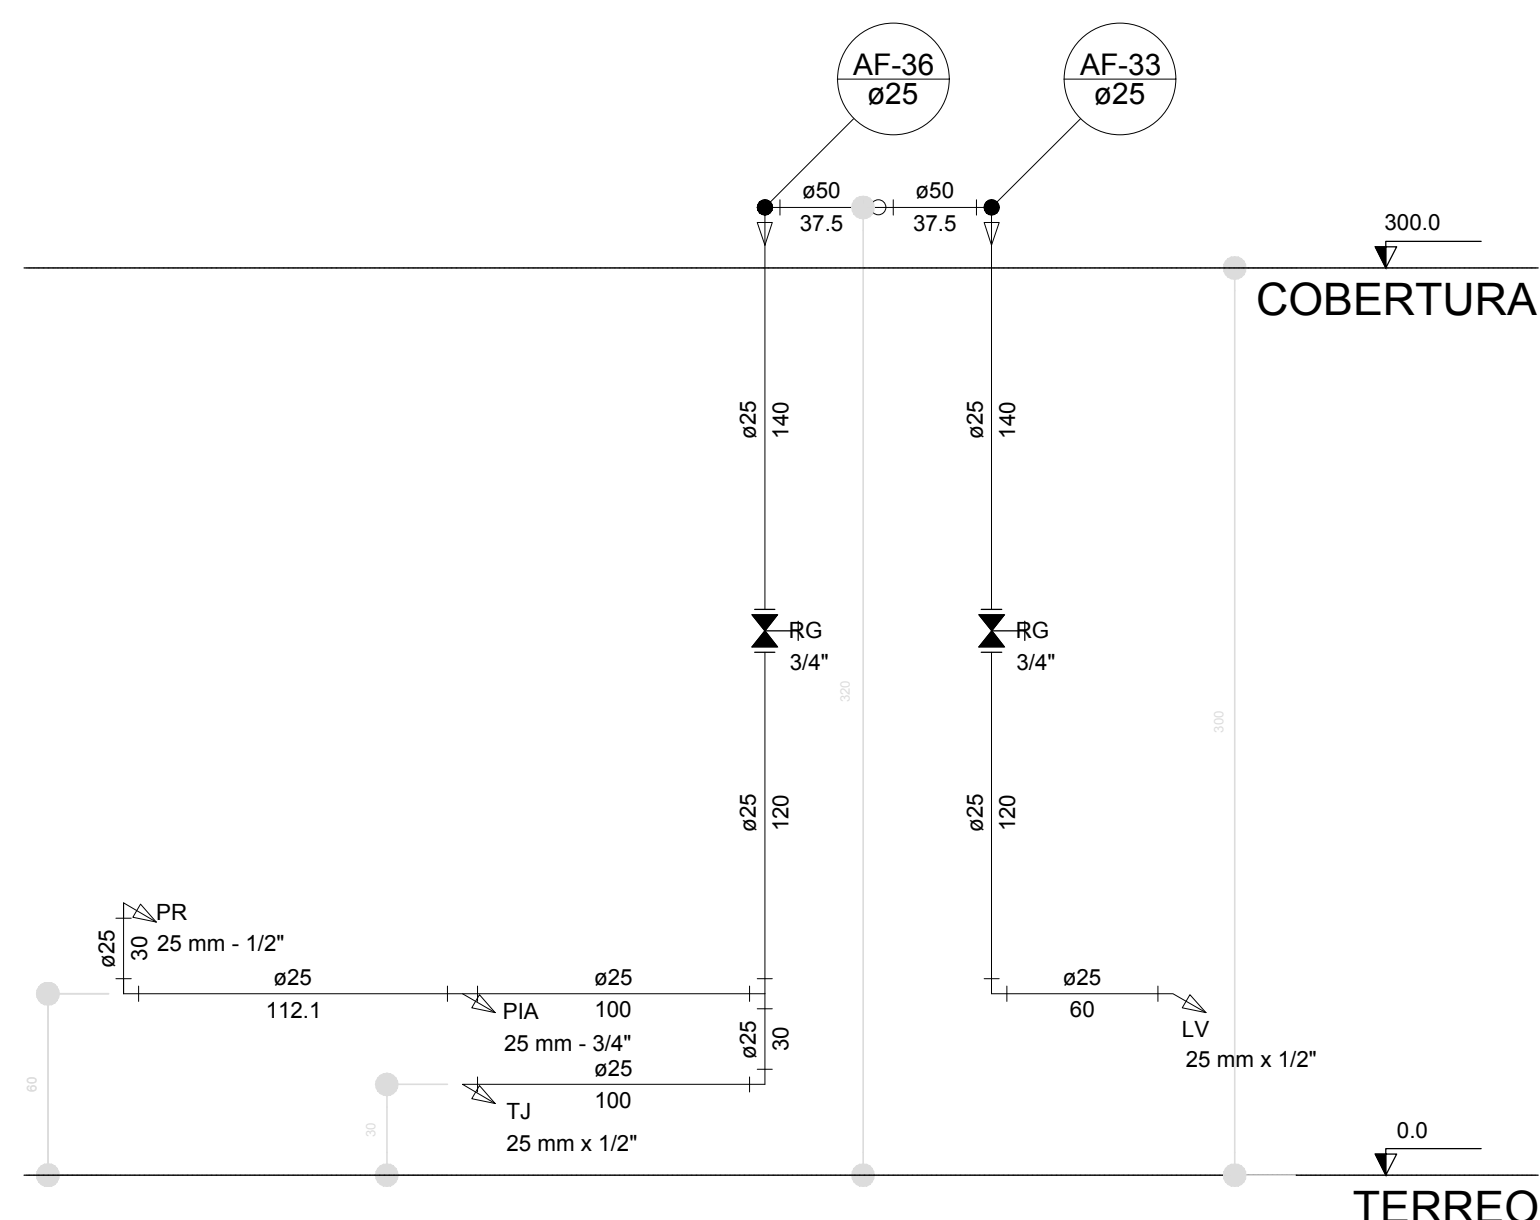 AF-36
ø25
AF-33
ø25
ø50
37.5
ø50
37.5
300.0
COBERTURA
ø25
140
ø25
140
RG
3/4"
RG
3/4"
320
300
ø25
120
ø25
120
PR
25 mm - 1/2"
ø25
30
ø25
112.1
ø25
100
PIA
25 mm - 3/4"
ø25
30
ø25
60
LV
25 mm x 1/2"
ø25
100
TJ
25 mm x 1/2"
60
30
0.0
TERREO